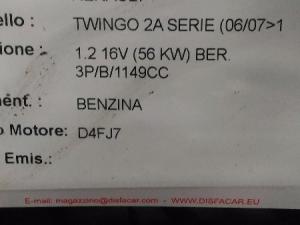 ello : TWINGO 2A SERIE (06/07>1
ione : 1.2 16V (56 KW) BER.
3P/B/1149CC
ment. : BENZINA
o Motore: D4FJ7
Emis.:
E-mail: magazzino@disfacar.com - www.DISFACAR.EU